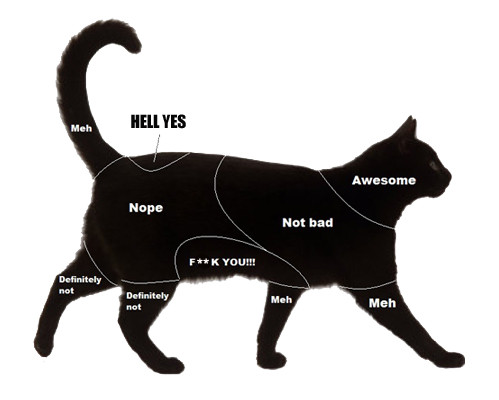 Meh
HELL YES
Awesome
Nope
Not bad
F**K YOU!!!
Definitely
not
Definitely
not
Meh
Meh